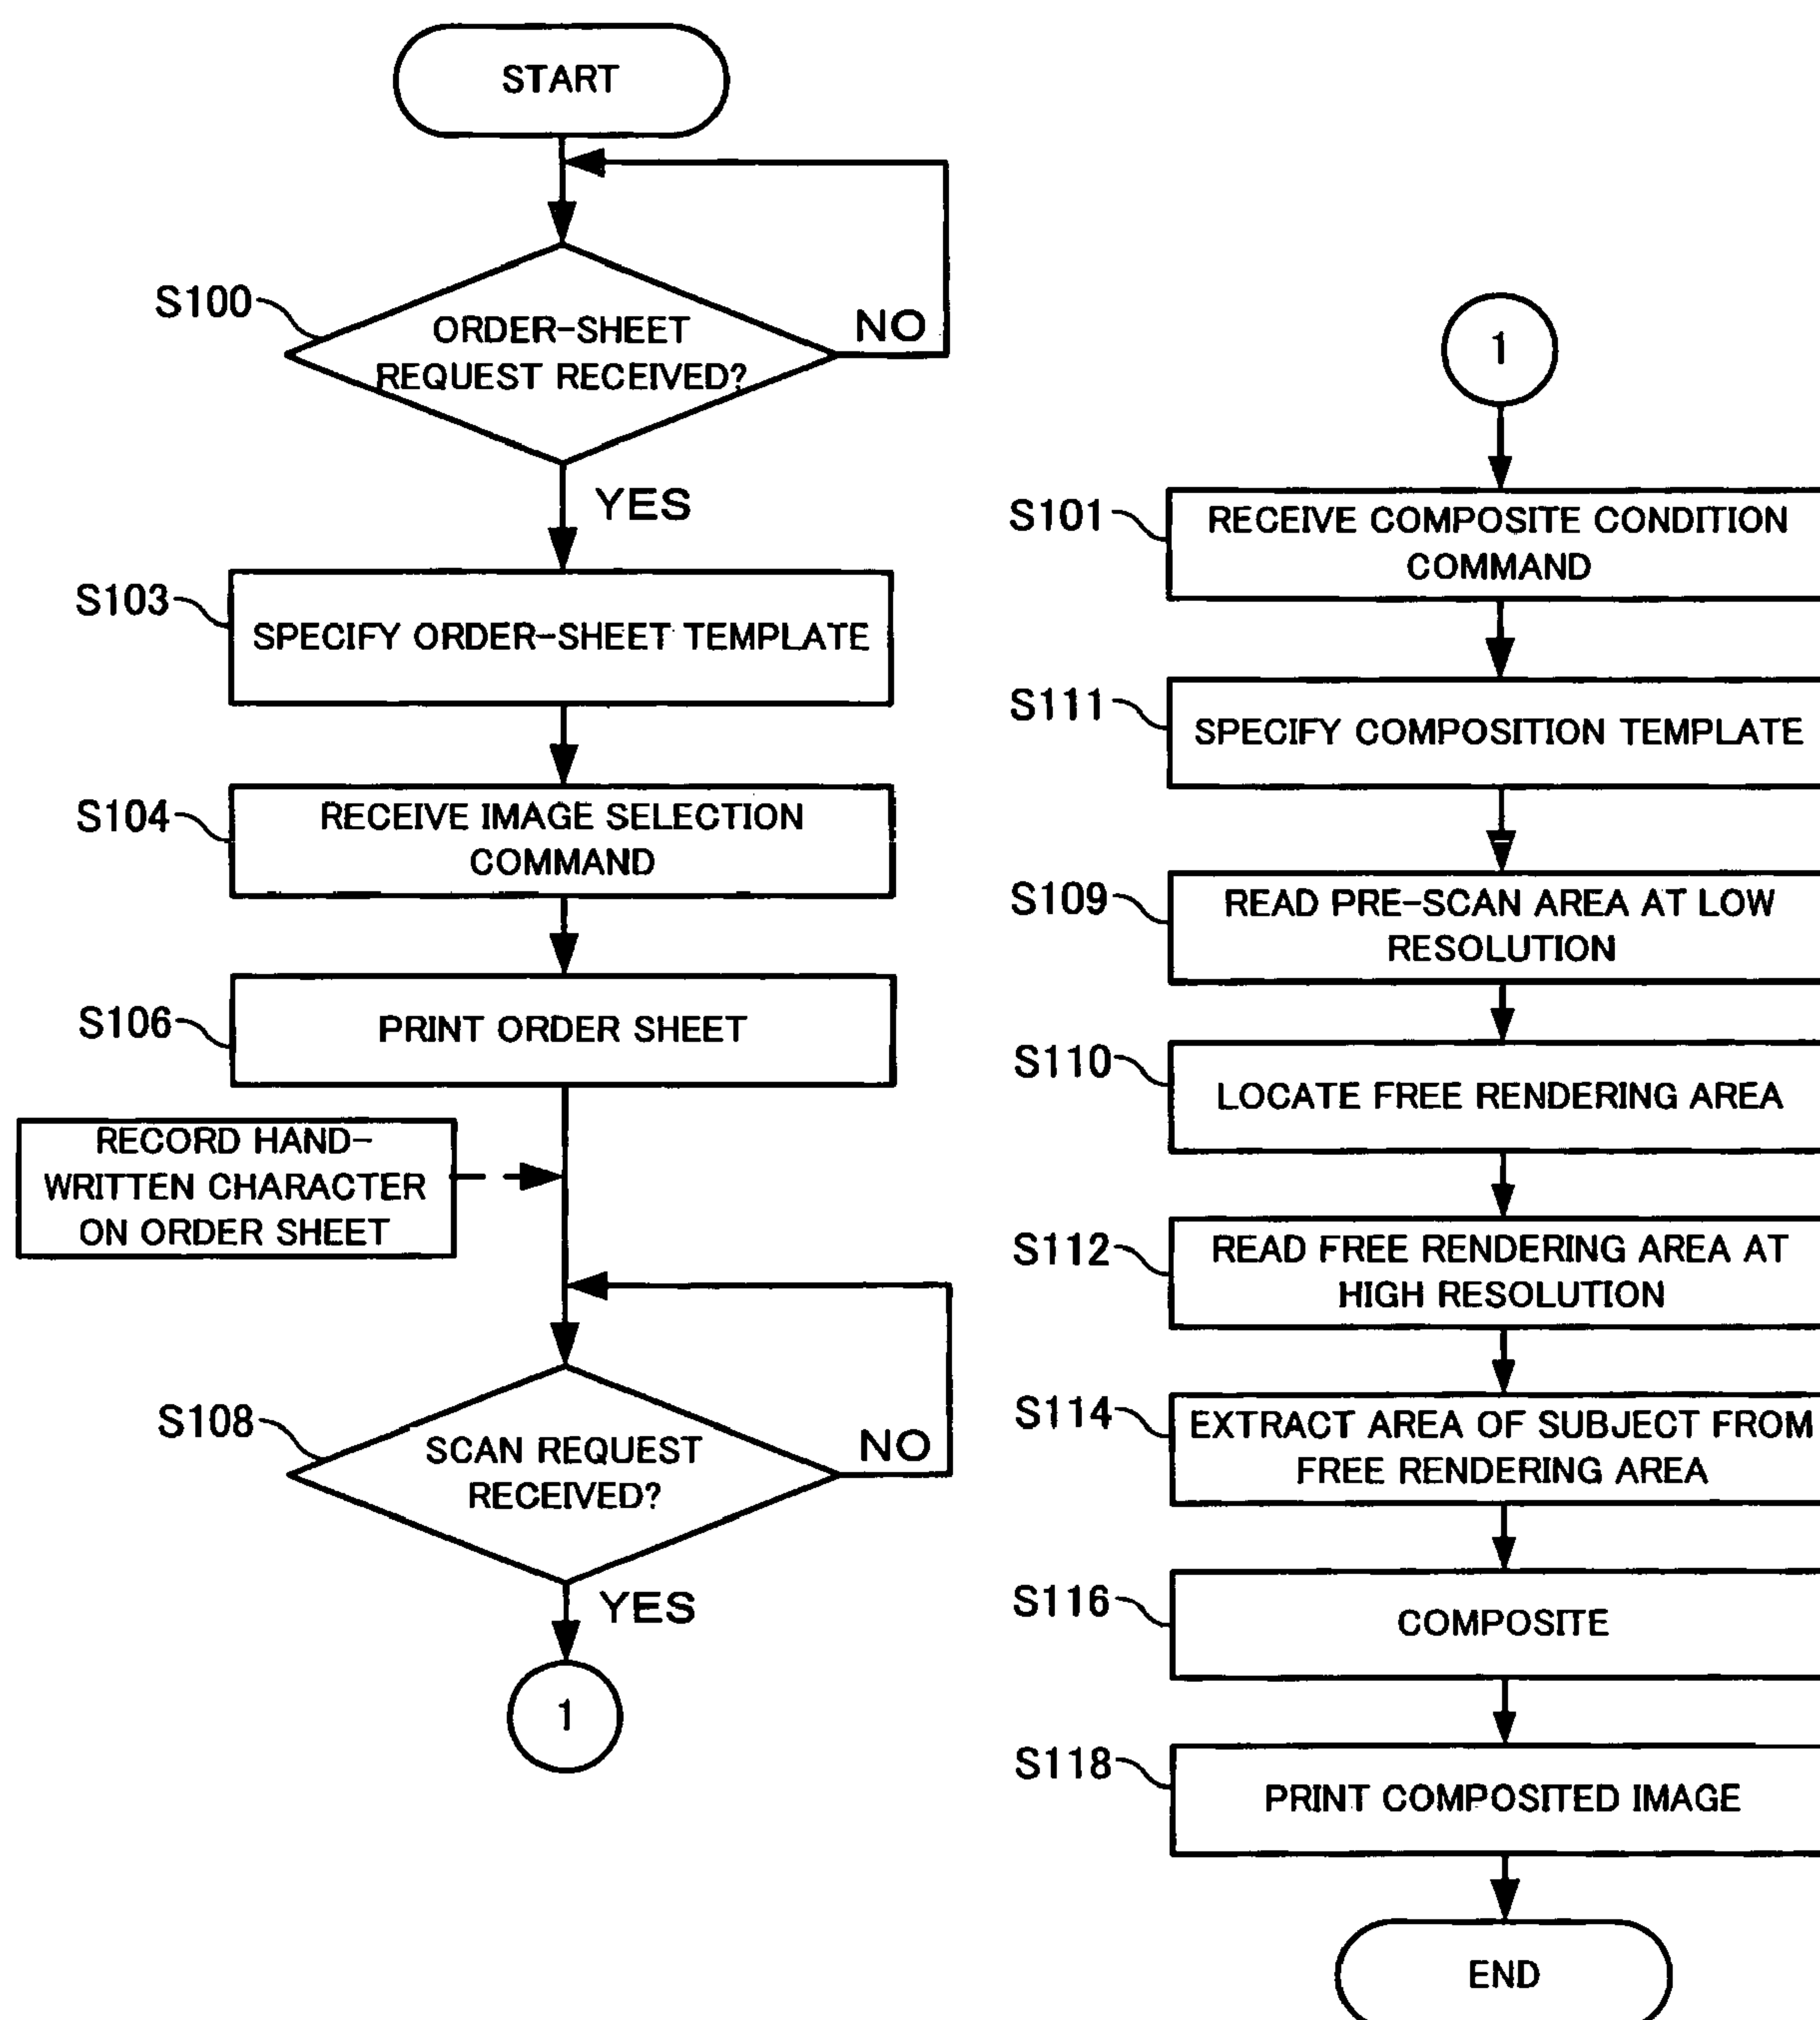 START
S100
ORDER-SHEET
REQUEST RECEIVED?
NO
YES
S103
SPECIFY ORDER-SHEET TEMPLATE
S104
RECEIVE IMAGE SELECTION
COMMAND
S106
PRINT ORDER SHEET
RECORD HAND-
WRITTEN CHARACTER
ON ORDER SHEET
S108
SCAN REQUEST
RECEIVED?
NO
YES
1
1
S101
RECEIVE COMPOSITE CONDITION
COMMAND
S111
SPECIFY COMPOSITION TEMPLATE
S109
READ PRE-SCAN AREA AT LOW
RESOLUTION
S110
LOCATE FREE RENDERING AREA
S112
READ FREE RENDERING AREA AT
HIGH RESOLUTION
S114
EXTRACT AREA OF SUBJECT FROM
FREE RENDERING AREA
S116
COMPOSITE
S118
PRINT COMPOSITED IMAGE
END